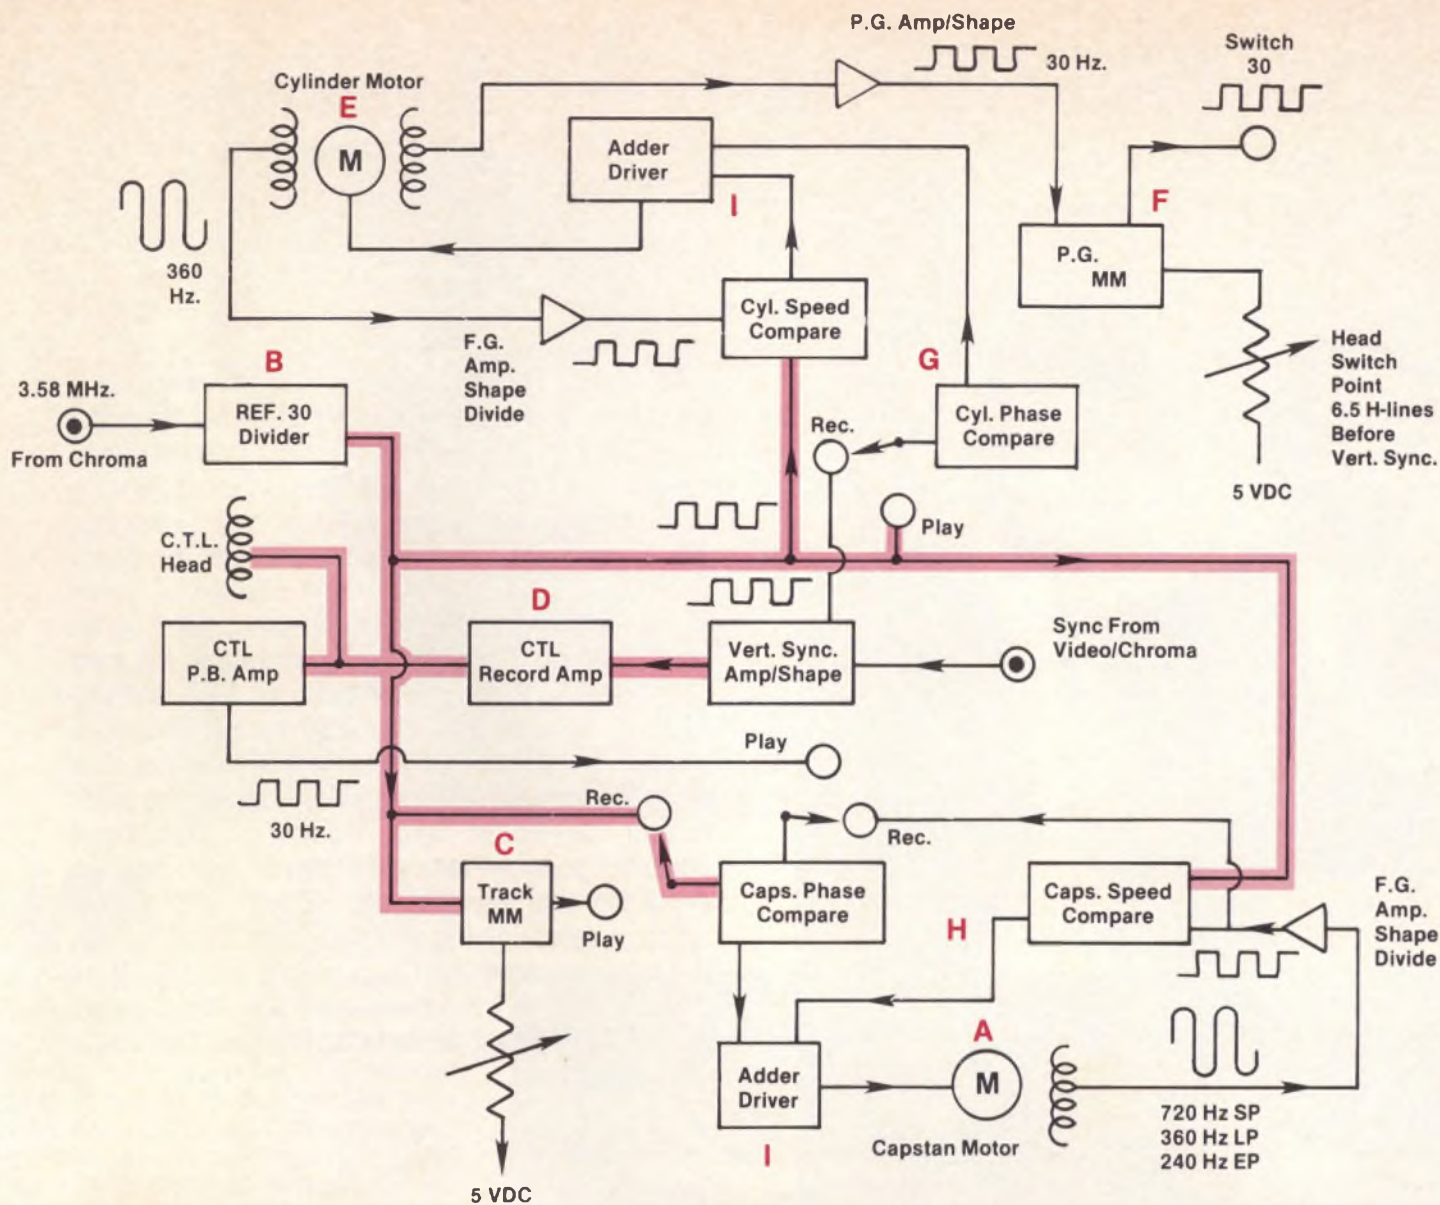 P.G. Amp/Shape
30 Hz.
Switch
30
Cylinder Motor
E
M
Adder
Driver
I
F
P.G.
MM
360
Hz.
Cyl. Speed
Compare
F.G.
Amp.
Shape
Divide
Head
Switch
Point
6.5 H-lines
Before
Vert. Sync.
5 VDC
B
3.58 MHz.
From Chroma
REF. 30
Divider
G
Cyl. Phase
Compare
Rec.
Play
C.T.L.
Head
D
CTL
P.B. Amp
CTL
Record Amp
Vert. Sync.
Amp/Shape
Sync From
Video/Chroma
Play
30 Hz.
Rec.
Rec.
C
Track
MM
Play
Caps. Phase
Compare
Caps. Speed
Compare
F.G.
Amp.
Shape
Divide
H
A
Adder
Driver
M
I
Capstan Motor
720 Hz SP
360 Hz LP
240 Hz EP
5 VDC